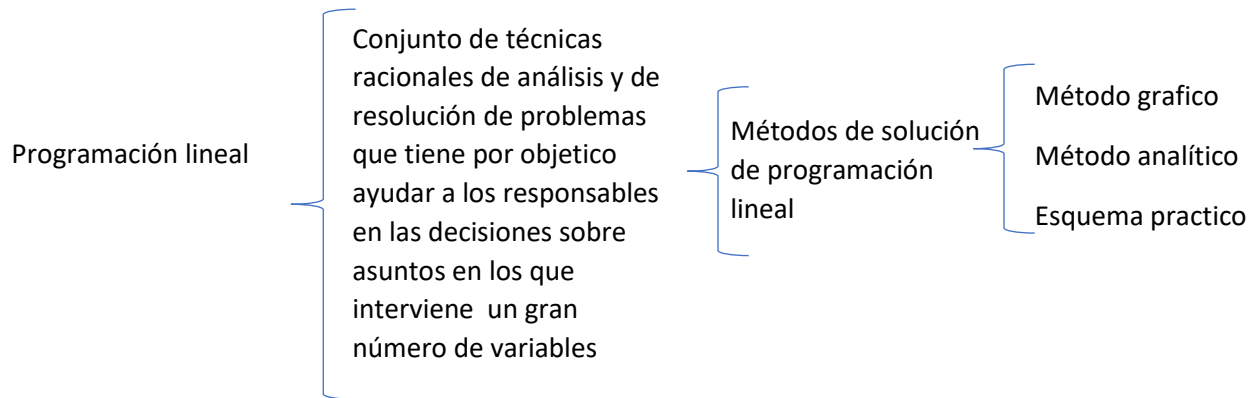 Programación lineal
Conjunto de técnicas
racionales de análisis y de
resolución de problemas
que tiene por objetico
ayudar a los responsables
en las decisiones sobre
asuntos en los que
interviene  un gran
número de variables
Métodos de solución
de programación
lineal
Método grafico
Método analítico
Esquema practico